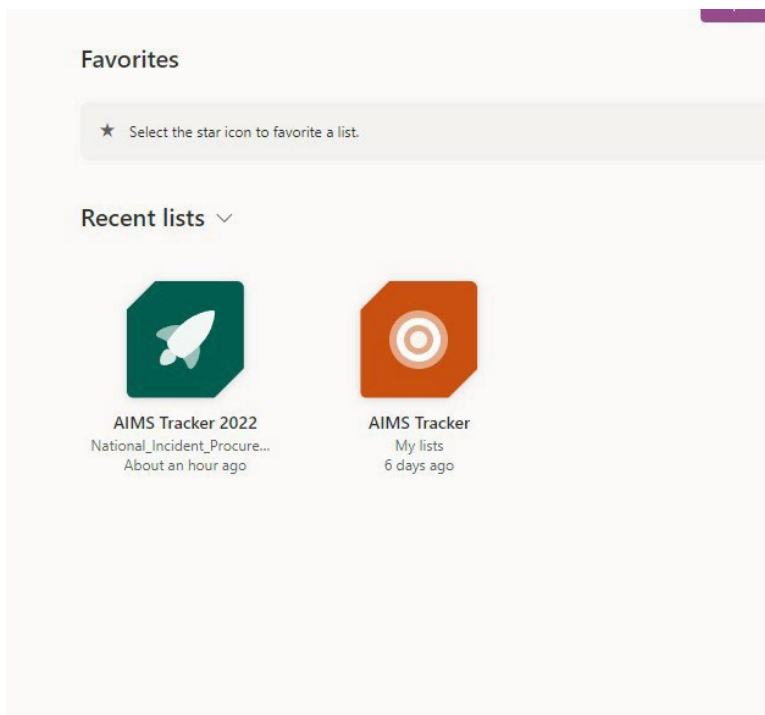 Favorites
Select the star icon to favorite a list.
Recent lists
AIMS Tracker 2022
National_Incident_Procure...
About an hour ago
AIMS Tracker
My lists
6 days ago